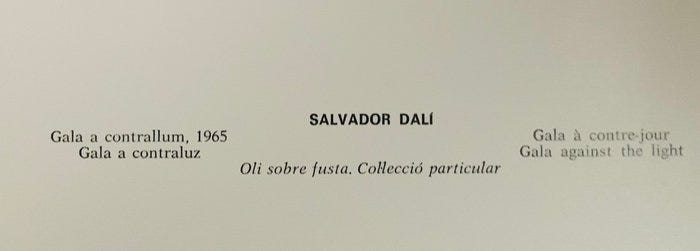 SALVADOR DALÍ
Gala a contrallum, 1965
Gala a contraluz
Gala à contre-jour
Gala against the light
Oli sobre fusta. Col·lecció particular